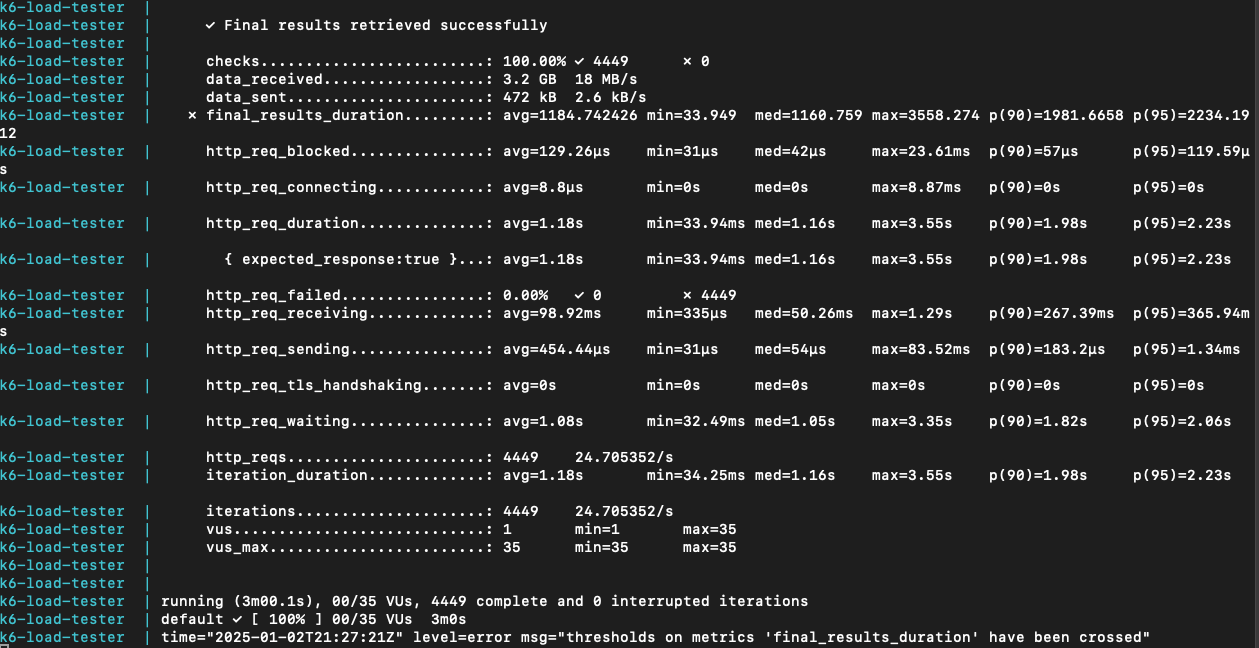 k6-load-tester  |
k6-load-tester  |       ✓ Final results retrieved successfully
k6-load-tester  |
k6-load-tester  |       checks.........................: 100.00% ✓ 4449      ✗ 0
k6-load-tester  |       data_received..................: 3.2 GB  18 MB/s
k6-load-tester  |       data_sent......................: 472 kB  2.6 kB/s
k6-load-tester  |     ✗ final_results_duration.........: avg=1184.742426 min=33.949  med=1160.759 max=3558.274 p(90)=1981.6658 p(95)=2234.19
12
k6-load-tester  |       http_req_blocked...............: avg=129.26µs    min=31µs    med=42µs     max=23.61ms  p(90)=57µs      p(95)=119.59µ
s
k6-load-tester  |       http_req_connecting............: avg=8.8µs       min=0s      med=0s       max=8.87ms   p(90)=0s        p(95)=0s
k6-load-tester  |       http_req_duration..............: avg=1.18s       min=33.94ms med=1.16s    max=3.55s    p(90)=1.98s     p(95)=2.23s
k6-load-tester  |         { expected_response:true }...: avg=1.18s       min=33.94ms med=1.16s    max=3.55s    p(90)=1.98s     p(95)=2.23s
k6-load-tester  |       http_req_failed................: 0.00%   ✓ 0         ✗ 4449
k6-load-tester  |       http_req_receiving.............: avg=98.92ms     min=335µs   med=50.26ms  max=1.29s    p(90)=267.39ms  p(95)=365.94m
s
k6-load-tester  |       http_req_sending...............: avg=454.44µs    min=31µs    med=54µs     max=83.52ms  p(90)=183.2µs   p(95)=1.34ms
k6-load-tester  |       http_req_tls_handshaking.......: avg=0s          min=0s      med=0s       max=0s       p(90)=0s        p(95)=0s
k6-load-tester  |       http_req_waiting...............: avg=1.08s       min=32.49ms med=1.05s    max=3.35s    p(90)=1.82s     p(95)=2.06s
k6-load-tester  |       http_reqs......................: 4449    24.705352/s
k6-load-tester  |       iteration_duration.............: avg=1.18s       min=34.25ms med=1.16s    max=3.55s    p(90)=1.98s     p(95)=2.23s
k6-load-tester  |       iterations.....................: 4449    24.705352/s
k6-load-tester  |       vus............................: 1       min=1       max=35
k6-load-tester  |       vus_max........................: 35      min=35      max=35
k6-load-tester  |
k6-load-tester  |
k6-load-tester  | running (3m00.1s), 00/35 VUs, 4449 complete and 0 interrupted iterations
k6-load-tester  | default ✓ [ 100% ] 00/35 VUs  3m0s
k6-load-tester  | time="2025-01-02T21:27:21Z" level=error msg="thresholds on metrics 'final_results_duration' have been crossed"